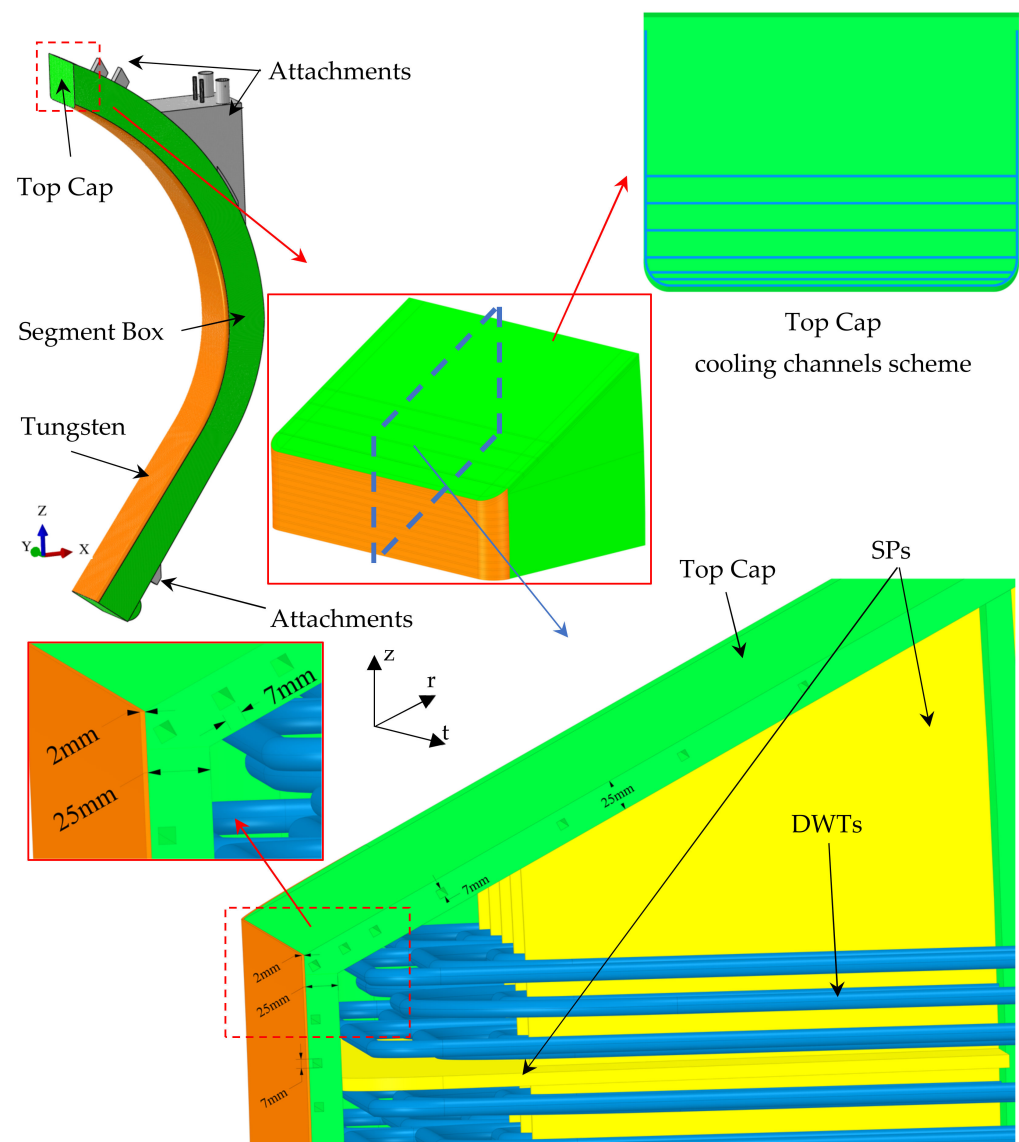 Attachments
Top Cap
Segment Box
Tungsten
Z
Y
X
Attachments
Top Cap
cooling channels scheme
Top Cap
SPs
DWTs
z
r
t
7mm
2mm
25mm
25mm
7mm
2mm
25mm
7mm